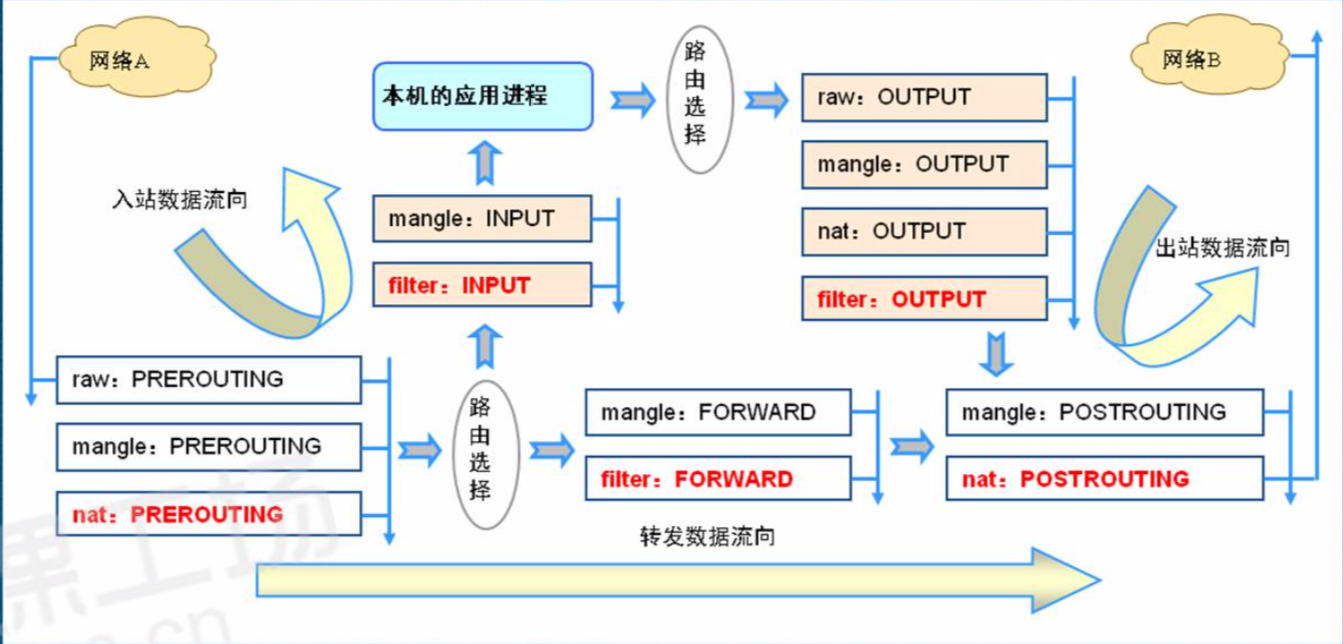 网络A
网络B
本机的应用进程
路由选择
raw：OUTPUT
mangle：OUTPUT
nat：OUTPUT
filter：OUTPUT
入站数据流向
mangle：INPUT
filter：INPUT
出站数据流向
raw：PREROUTING
mangle：PREROUTING
nat：PREROUTING
路由选择
mangle：FORWARD
filter：FORWARD
mangle：POSTROUTING
nat：POSTROUTING
转发数据流向
课工场
.cn